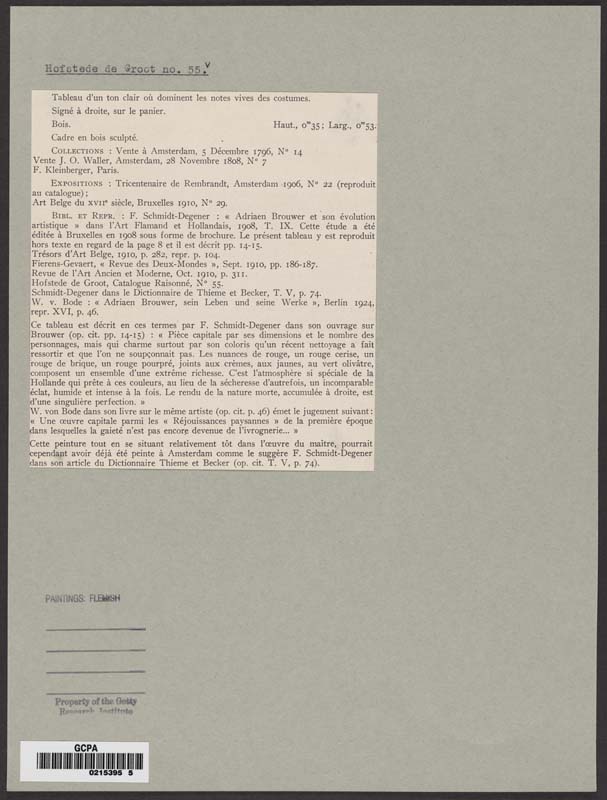 Hofstede de Groot no. 55.v
Tableau d'un ton clair où dominent les notes vives des costumes.
Signé à droite, sur le panier.
Bois. Haut., 0m35 ; Larg., 0m53.
Cadre en bois sculpté.
COLLECTIONS : Vente à Amsterdam, 5 Décembre 1796, N° 14
Vente J. O. Waller, Amsterdam, 28 Novembre 1808, N° 7
F. Kleinberger, Paris.
EXPOSITIONS : Tricentenaire de Rembrandt, Amsterdam 1906, N° 22 (reproduit
au catalogue) ;
Art Belge du XVIIe siècle, Bruxelles 1910, N° 29.
BIBL. ET REPR. : F. Schmidt-Degener : « Adriaen Brouwer et son évolution
artistique » dans l'Art Flamand et Hollandais, 1908, T. IX. Cette étude a été
éditée à Bruxelles en 1908 sous forme de brochure. Le présent tableau y est reproduit
hors texte en regard de la page 8 et il est décrit pp. 14-15.
Trésors d'Art Belge, 1910, p. 282, repr. p. 104.
Fierens-Gevaert, « Revue des Deux-Mondes », Sept. 1910, pp. 186-187.
Revue de l'Art Ancien et Moderne, Oct. 1910, p. 311.
Hofstede de Groot, Catalogue Raisonné, N° 55.
Schmidt-Degener dans le Dictionnaire de Thieme et Becker, T. V, p. 74.
W. v. Bode : « Adriaen Brouwer, sein Leben und seine Werke », Berlin 1924,
repr. XVI, p. 46.
Ce tableau est décrit en ces termes par F. Schmidt-Degener dans son ouvrage sur
Brouwer (op. cit. pp. 14-15) : « Pièce capitale par ses dimensions et le nombre des
personnages, mais qui charme surtout par son coloris qu'un récent nettoyage a fait
ressortir et que l'on ne soupçonnait pas. Les nuances de rouge, un rouge cerise, un
rouge de brique, un rouge pourpré, joints aux crèmes, aux jaunes, au vert olivâtre,
composent un ensemble d'une extrême richesse. C'est l'atmosphère si spéciale de la
Hollande qui prête à ces couleurs, au lieu de la sécheresse d'autrefois, un incomparable
éclat, humide et intense à la fois. Le rendu de la nature morte, accumulée à droite, est
d'une singulière perfection. »
W. von Bode dans son livre sur le même artiste (op. cit. p. 46) émet le jugement suivant :
« Une œuvre capitale parmi les « Réjouissances paysannes » de la première époque
dans lesquelles la gaieté n'est pas encore devenue de l'ivrognerie... »
Cette peinture tout en se situant relativement tôt dans l'œuvre du maître, pourrait
cependant avoir déjà été peinte à Amsterdam comme le suggère F. Schmidt-Degener
dans son article du Dictionnaire Thieme et Becker (op. cit. T. V, p. 74).
PAINTINGS: FLEMISH
Property of the Getty
Research Institute
GCPA
0215395 5